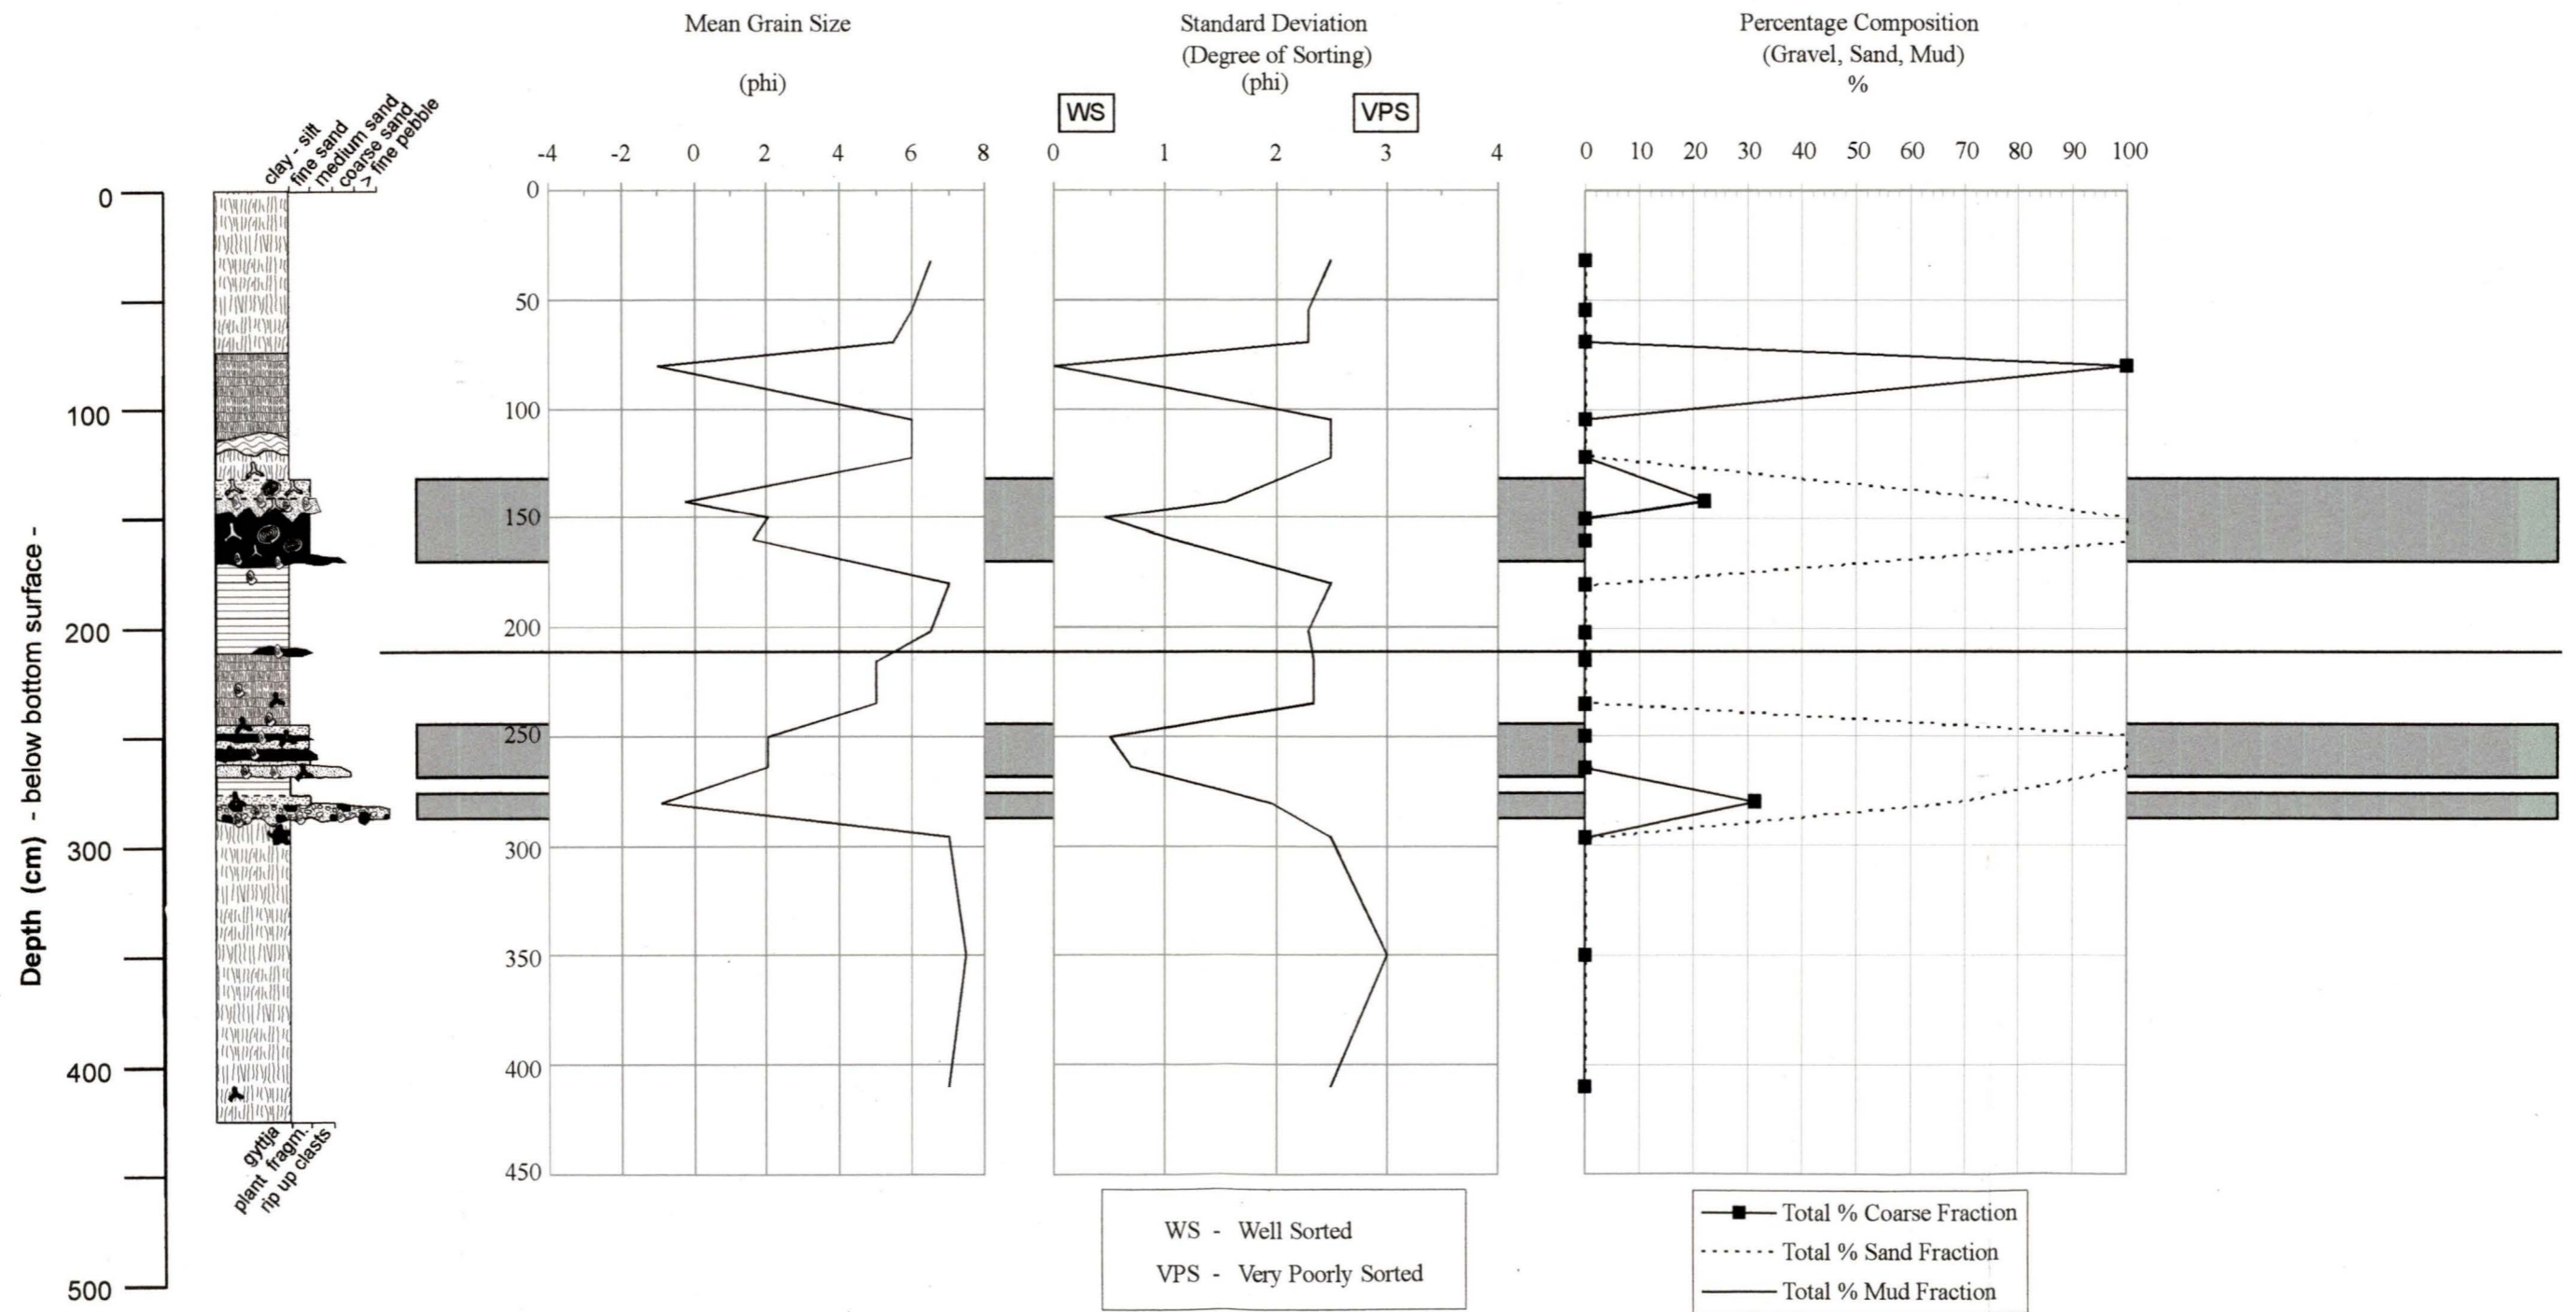 Mean Grain Size
(phi)
Standard Deviation
(Degree of Sorting)
(phi)
Percentage Composition
(Gravel, Sand, Mud)
%
WS
VPS
clay - silt
fine sand
medium sand
coarse sand
> fine pebble
-4 -2 0 2 4 6 8
0 1 2 3 4
0 10 20 30 40 50 60 70 80 90 100
Depth (cm) - below bottom surface -
0
100
200
300
400
500
0
50
100
150
200
250
300
350
400
450
gyttja
plant fragm.
rip up clasts
WS - Well Sorted
VPS - Very Poorly Sorted
Total % Coarse Fraction
Total % Sand Fraction
Total % Mud Fraction